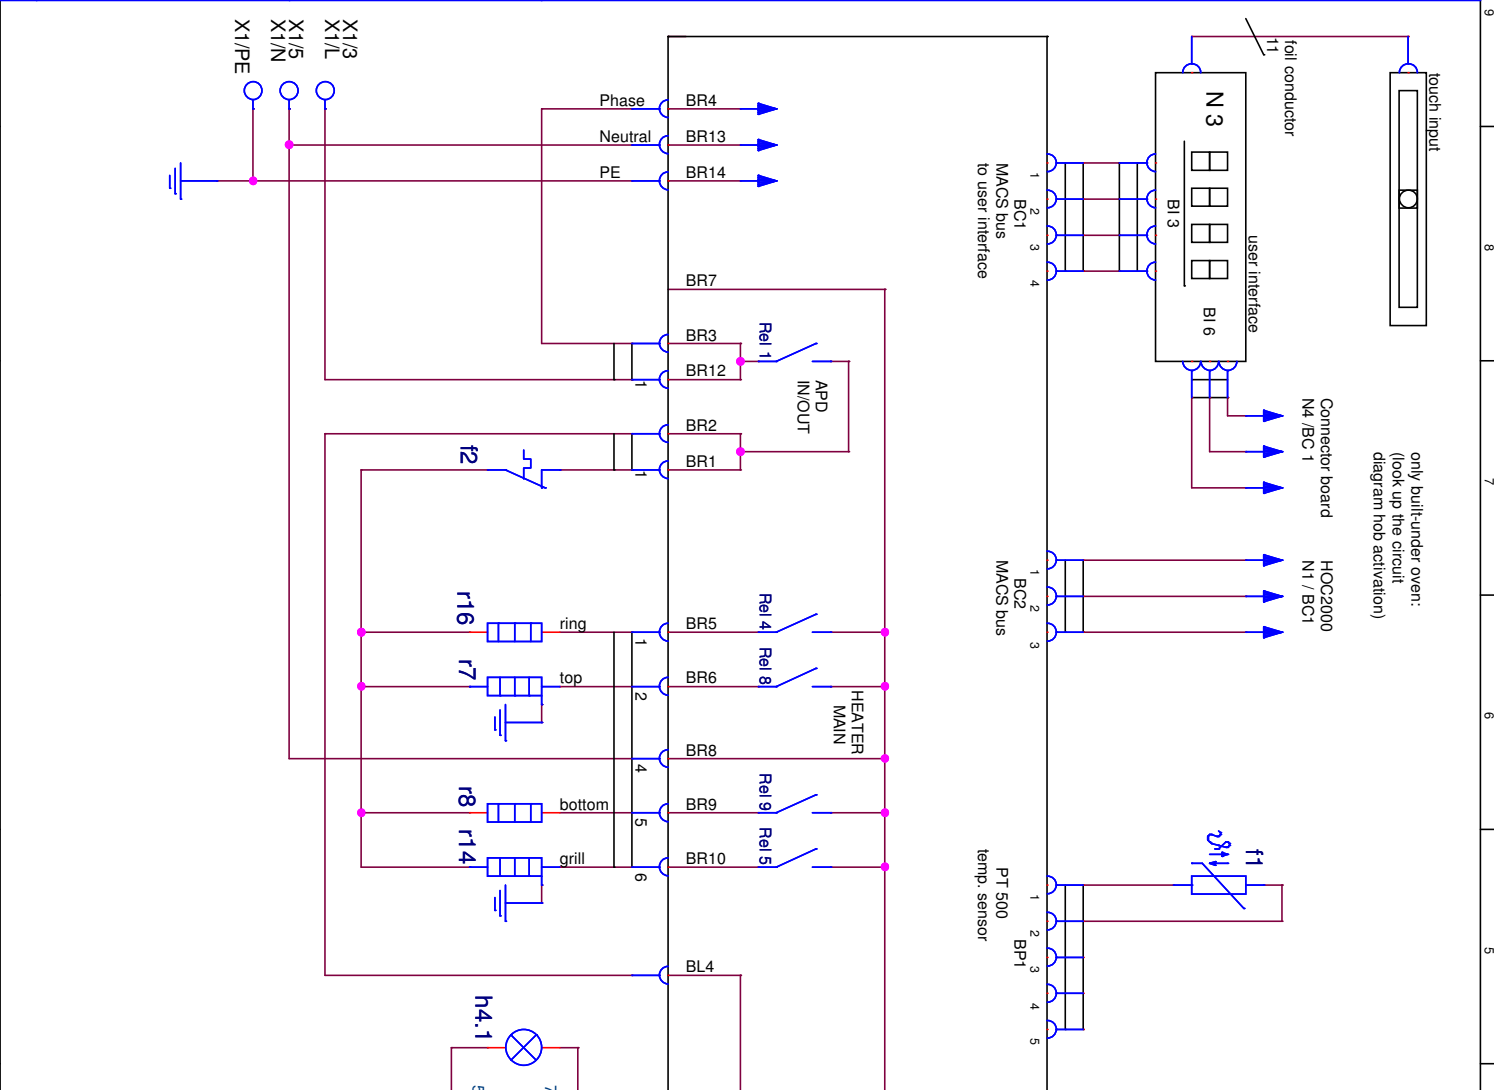 9
8
7
6
5
X1/PE
X1/5
X1/N
X1/3
X1/L
Phase
Neutral
PE
BR4
BR13
BR14
BR7
BR3
BR12
1
BR2
BR1
1
Rel 1
APD
IN/OUT
f2
r16
ring
1
BR5
Rel 4
r7
top
2
BR6
Rel 8
HEATER
MAIN
4
BR8
r8
bottom
5
BR9
Rel 9
r14
grill
6
BR10
Rel 5
BL4
h4.1
foil conductor
11
touch input
N 3
BI 3
BI 6
user interface
BC1
MACS bus
to user interface
1
2
3
4
Connector board
N4 /BC 1
only built-under oven:
(look up the circuit
diagram hob activation)
HOC2000
N1 / BC1
BC2
MACS bus
1
2
3
f1
ϑ
PT 500
temp. sensor
BP1
1
2
3
4
5